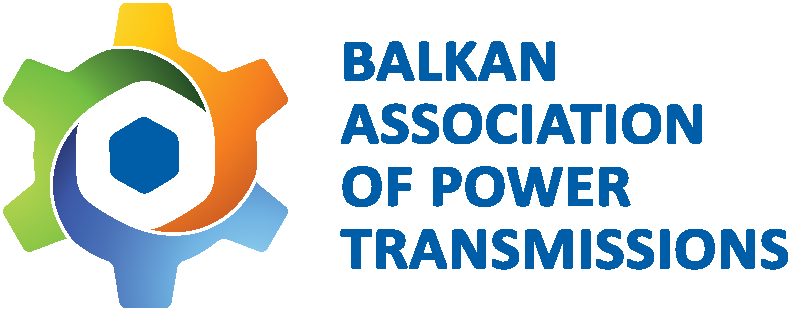 BALKAN
ASSOCIATION
OF POWER
TRANSMISSIONS